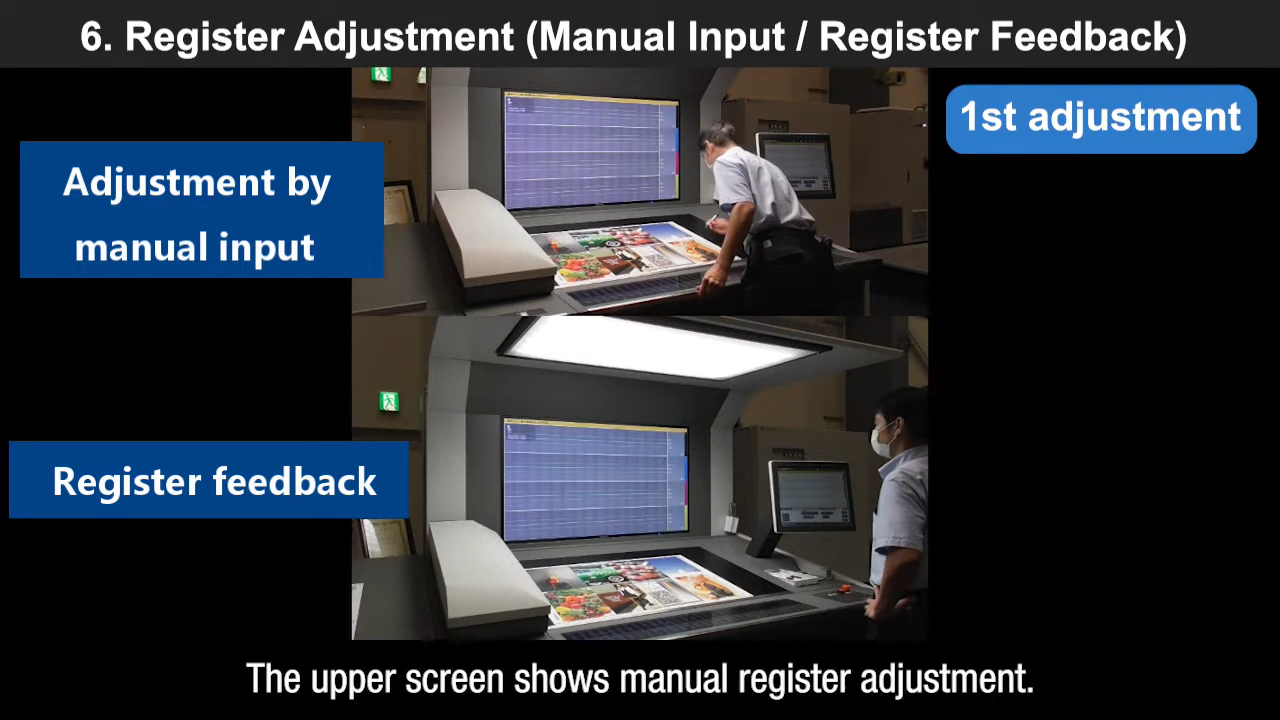 6. Register Adjustment (Manual Input / Register Feedback)
1st adjustment
Adjustment by
manual input
Register feedback
The upper screen shows manual register adjustment.